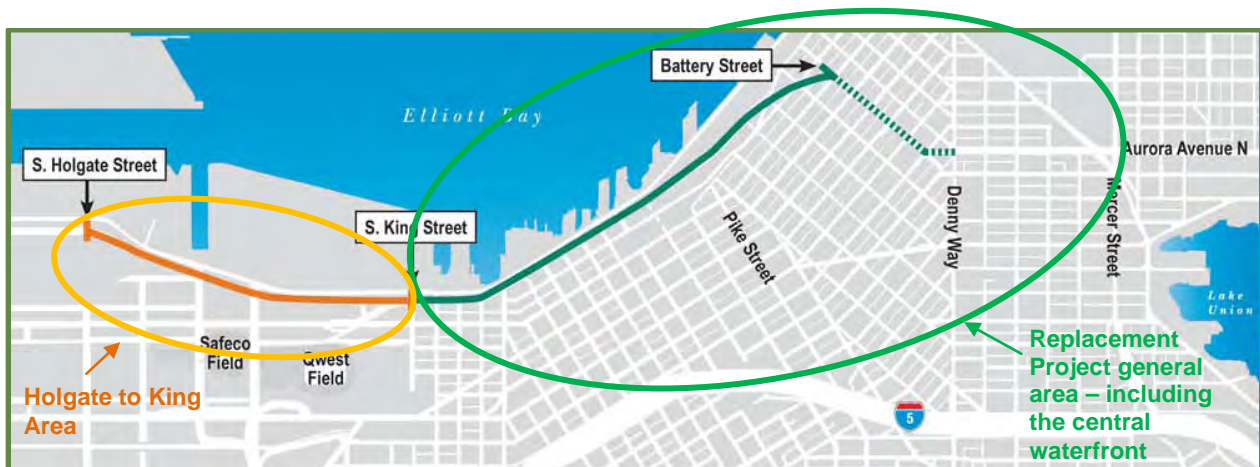 Battery Street
Elliott Bay
Aurora Avenue N
S. Holgate Street
S. King Street
Denny Way
Mercer Street
Pike Street
Lake
Union
Safeco
Field
Qwest
Field
5
Holgate to King
Area
Replacement
Project general
area – including
the central
waterfront